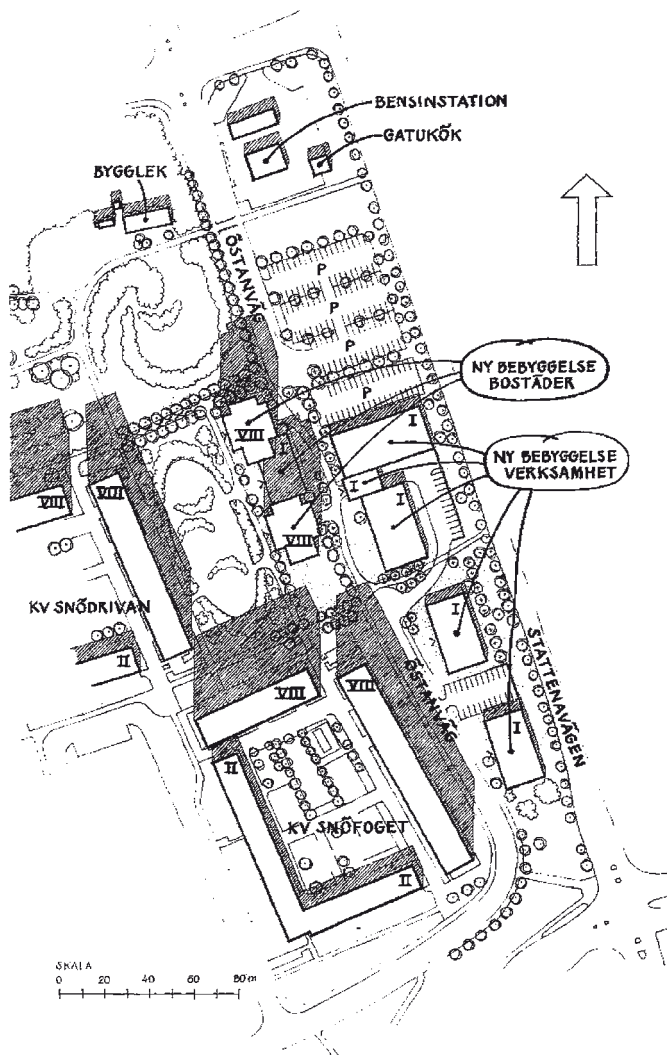 BENSINSTATION
GATUKÖK
BYGGLEK
ÖSTANVÄG
P
P
P
P
P
NY BEBYGGELSE
BOSTÄDER
I
VIII
I
NY BEBYGGELSE
VERKSAMHET
I
I
VIII
VIII
VIII
KV SNÖDRIVAN
II
I
VIII
VIII
ÖSTANVÄG
STATTENAVÄGEN
I
II
KV SNÖFOGET
II
SKALA
0 20 40 60 80 m